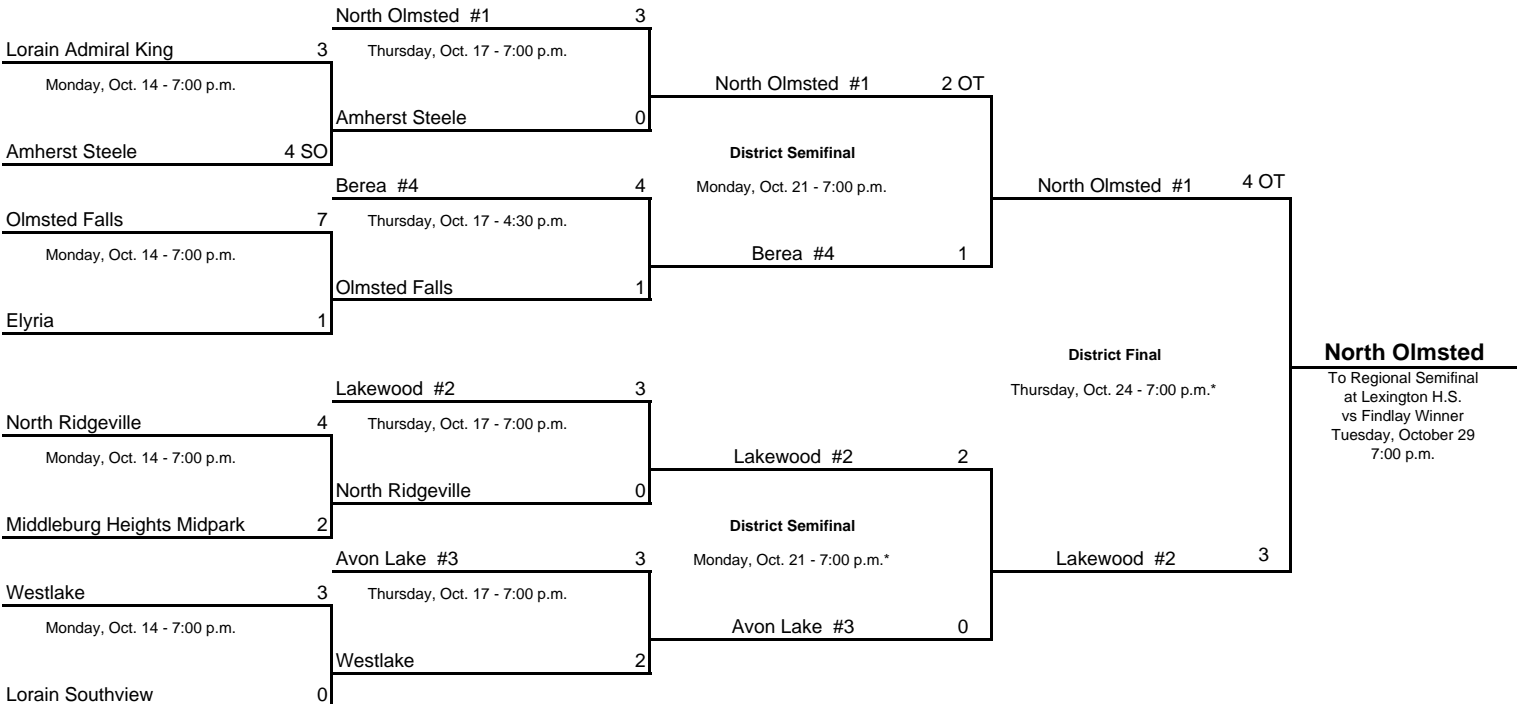 North Olmsted #1 3
Lorain Admiral King 3
Thursday, Oct. 17 - 7:00 p.m.
Monday, Oct. 14 - 7:00 p.m.
North Olmsted #1 2 OT
Amherst Steele 0
Amherst Steele 4 SO
District Semifinal
Berea #4 4
Monday, Oct. 21 - 7:00 p.m.
North Olmsted #1 4 OT
Olmsted Falls 7
Thursday, Oct. 17 - 4:30 p.m.
Monday, Oct. 14 - 7:00 p.m.
Berea #4 1
Olmsted Falls 1
Elyria 1
District Final
North Olmsted
To Regional Semifinal
at Lexington H.S.
vs Findlay Winner
Tuesday, October 29
7:00 p.m.
Lakewood #2 3
Thursday, Oct. 24 - 7:00 p.m.*
North Ridgeville 4
Thursday, Oct. 17 - 7:00 p.m.
Monday, Oct. 14 - 7:00 p.m.
Lakewood #2 2
North Ridgeville 0
Middleburg Heights Midpark 2
District Semifinal
Avon Lake #3 3
Monday, Oct. 21 - 7:00 p.m.*
Lakewood #2 3
Westlake 3
Thursday, Oct. 17 - 7:00 p.m.
Monday, Oct. 14 - 7:00 p.m.
Avon Lake #3 0
Westlake 2
Lorain Southview 0